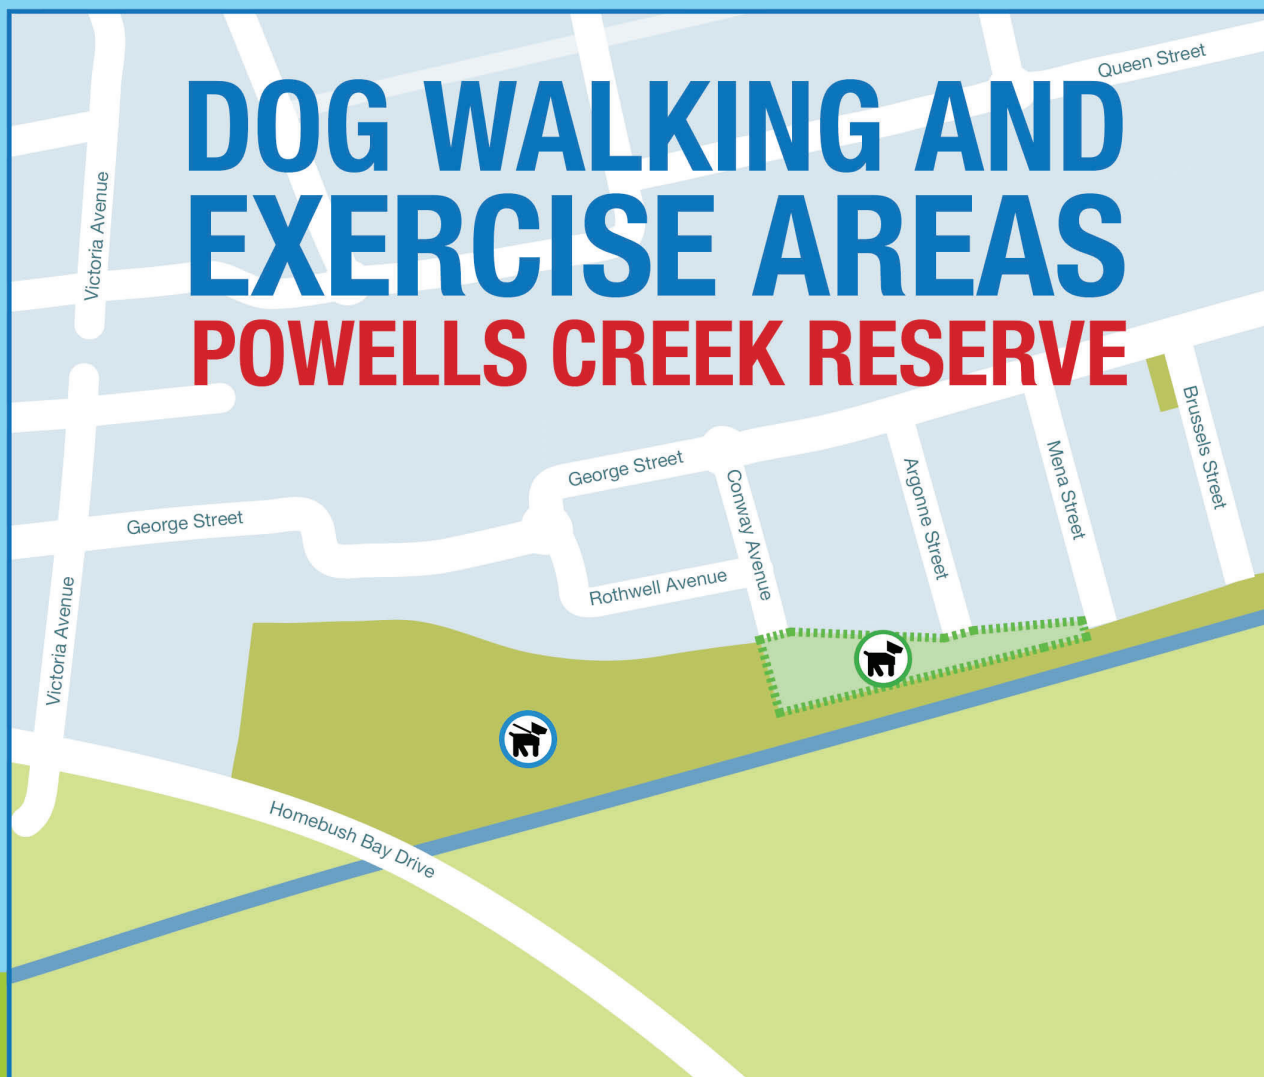 Queen Street
DOG WALKING AND
EXERCISE AREAS
POWELLS CREEK RESERVE
Victoria Avenue
Brussels Street
Mena Street
George Street
Argonne Street
Conway Avenue
George Street
Rothwell Avenue
Victoria Avenue
Homebush Bay Drive